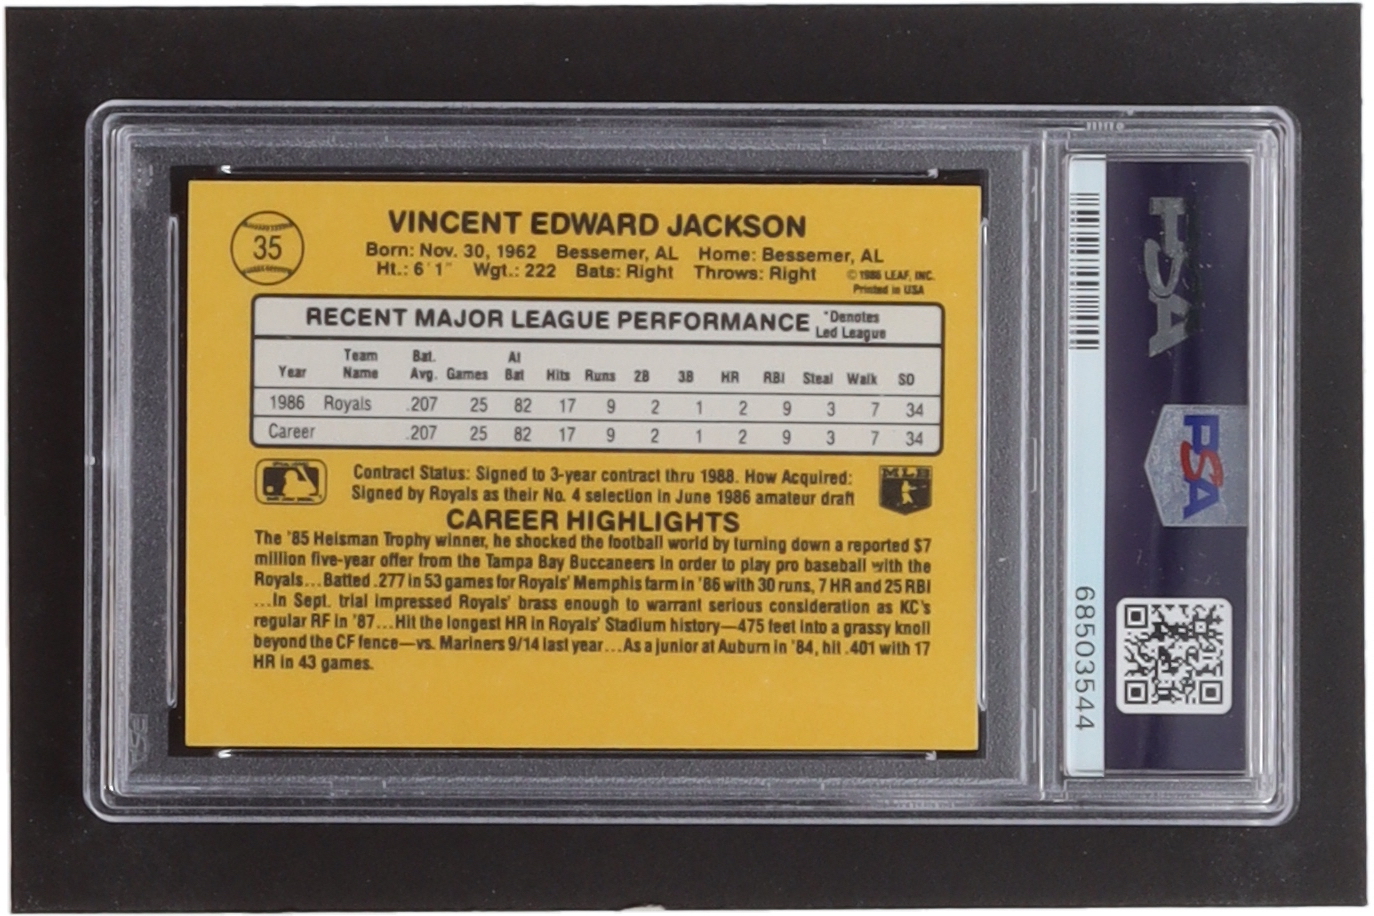 35
VINCENT EDWARD JACKSON
Born: Nov. 30, 1962 Bessemer, AL Home: Bessemer, AL
Ht.: 6'1" Wgt.: 222 Bats: Right Throws: Right
©1986 LEAF, INC.
Printed in USA
RECENT MAJOR LEAGUE PERFORMANCE *Denotes Led League
Year Team Name Bat. Avg. Games At Bat Hits Runs 2B 3B HR RBI Steal Walk SO
1986 Royals .207 25 82 17 9 2 1 2 9 3 7 34
Career .207 25 82 17 9 2 1 2 9 3 7 34
Contract Status: Signed to 3-year contract thru 1988. How Acquired:
Signed by Royals as their No. 4 selection in June 1986 amateur draft
MLB
CAREER HIGHLIGHTS
The '85 Heisman Trophy winner, he shocked the football world by turning down a reported $7
million five-year offer from the Tampa Bay Buccaneers in order to play pro baseball with the
Royals...Batted .277 in 53 games for Royals' Memphis farm in '86 with 30 runs, 7 HR and 25 RBI
...In Sept. trial impressed Royals' brass enough to warrant serious consideration as KC's
regular RF in '87...Hit the longest HR in Royals' Stadium history—475 feet into a grassy knoll
beyond the CF fence—vs. Mariners 9/14 last year...As a junior at Auburn in '84, hit .401 with 17
HR in 43 games.
PSA
PSA
68503544